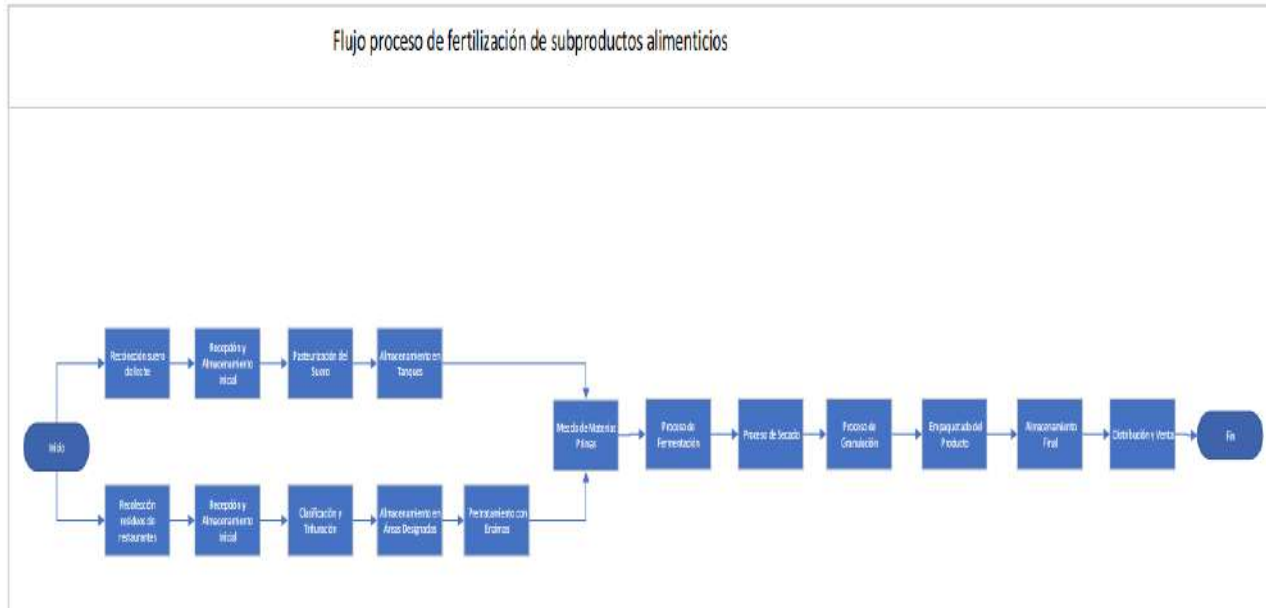 Flujo proceso de fertilización de subproductos alimenticios
Recolección suero
de leche
Recepción y
Almacenamiento
Inicial
Pasteurización del
Suero
Almacenamiento en
Tanques
Inicio
Mezcla de Materias
Primas
Proceso de
Fermentación
Proceso de Secado
Proceso de
Granulación
Empaquetado del
Producto
Almacenamiento
Final
Distribución y Venta
Fin
Recolección
residuos de
restaurantes
Recepción y
Almacenamiento
Inicial
Clasificación y
Trituración
Almacenamiento en
Áreas Designadas
Pretratamiento con
Enzimas